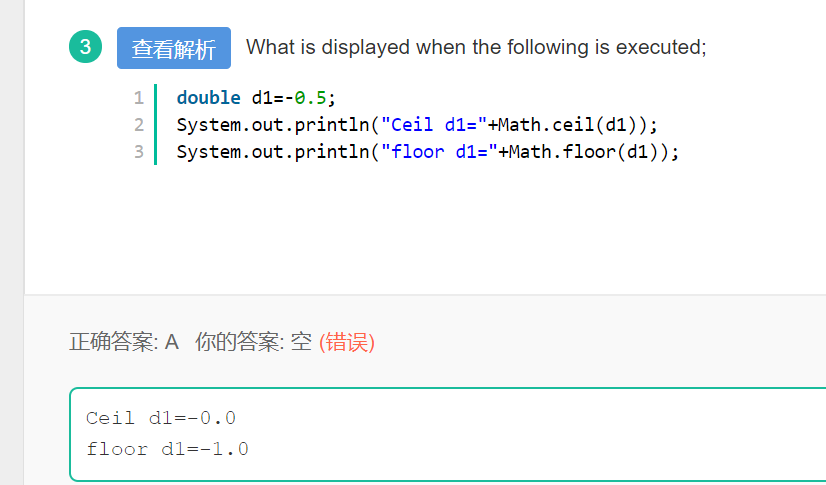 3 查看解析 What is displayed when the following is executed;
1 double d1=-0.5;
2 System.out.println("Ceil d1="+Math.ceil(d1));
3 System.out.println("floor d1="+Math.floor(d1));
正确答案: A 你的答案: 空 (错误)
Ceil d1=-0.0
floor d1=-1.0